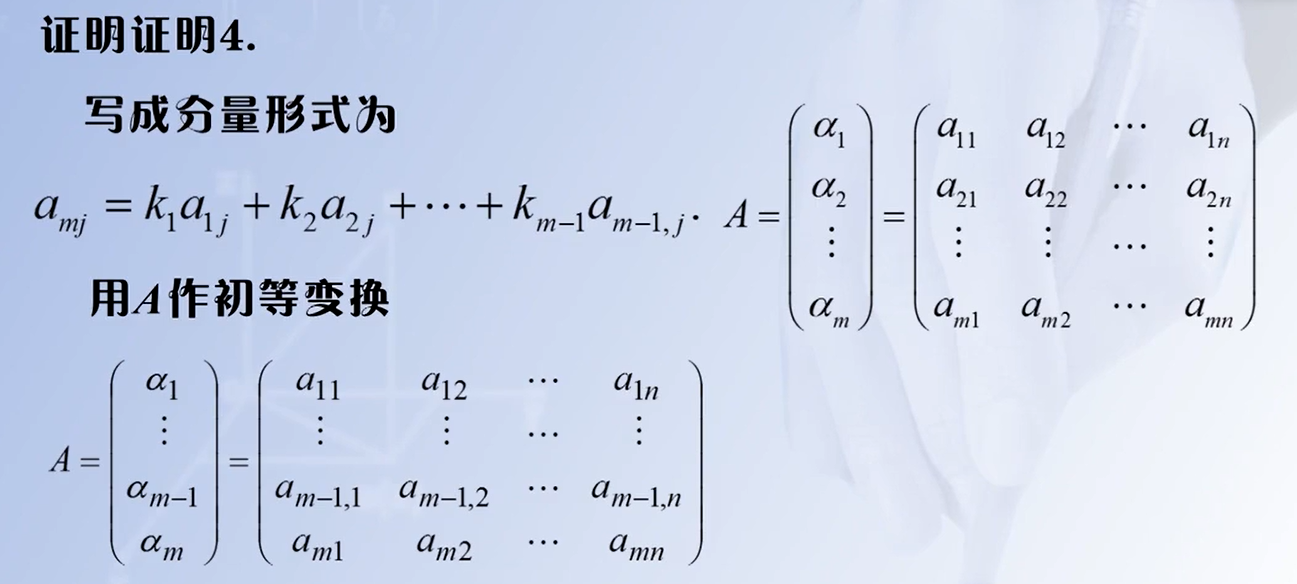 证明证明4.
写成分量形式为
$a_{mj} = k_1 a_{1j} + k_2 a_{2j} + \cdots + k_{m-1} a_{m-1,j}.$ $A = \begin{pmatrix} \alpha_1 \\ \alpha_2 \\ \vdots \\ \alpha_m \end{pmatrix} = \begin{pmatrix} a_{11} & a_{12} & \cdots & a_{1n} \\ a_{21} & a_{22} & \cdots & a_{2n} \\ \vdots & \vdots & \cdots & \vdots \\ a_{m1} & a_{m2} & \cdots & a_{mn} \end{pmatrix}$
用A作初等变换
$A = \begin{pmatrix} \alpha_1 \\ \vdots \\ \alpha_{m-1} \\ \alpha_m \end{pmatrix} = \begin{pmatrix} a_{11} & a_{12} & \cdots & a_{1n} \\ \vdots & \vdots & \cdots & \vdots \\ a_{m-1,1} & a_{m-1,2} & \cdots & a_{m-1,n} \\ a_{m1} & a_{m2} & \cdots & a_{mn} \end{pmatrix}$